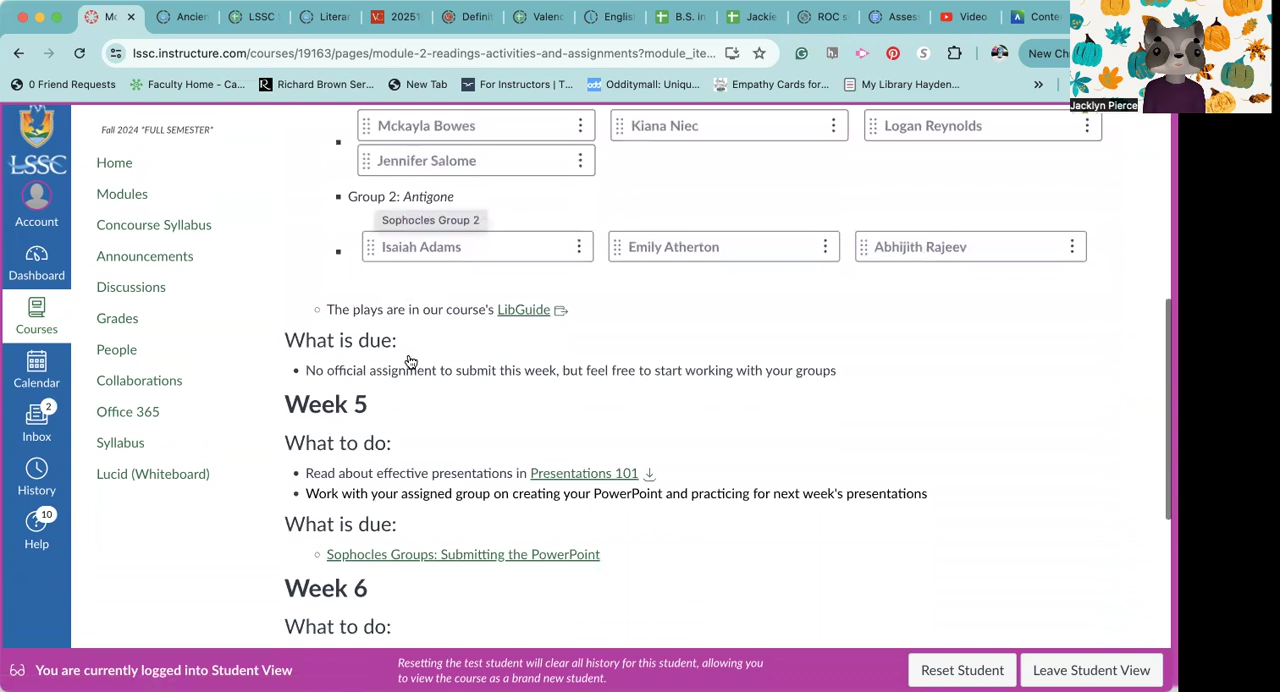 Mo
Ancien
LSSC
Literar
20251
Defini
Valenc
Englis
B.S. in
Jackie
ROC s
Asses
Video
Conte
lssc.instructure.com/courses/19163/pages/module-2-readings-activities-and-assignments?module_ite...
New Ch
0 Friend Requests
Faculty Home - Ca...
Richard Brown Ser...
New Tab
For Instructors | T...
Odditymall: Uniqu...
Empathy Cards for...
My Library Hayden...
»
Jacklyn Pierce
LSSC
Account
Dashboard
Courses
Calendar
2
Inbox
History
10
Help
Fall 2024 *FULL SEMESTER*
Home
Modules
Concourse Syllabus
Announcements
Discussions
Grades
People
Collaborations
Office 365
Syllabus
Lucid (Whiteboard)
Mckayla Bowes
Kiana Niec
Logan Reynolds
Jennifer Salome
Group 2: Antigone
Sophocles Group 2
Isaiah Adams
Emily Atherton
Abhijith Rajeev
The plays are in our course's LibGuide
What is due:
No official assignment to submit this week, but feel free to start working with your groups
Week 5
What to do:
Read about effective presentations in Presentations 101
Work with your assigned group on creating your PowerPoint and practicing for next week's presentations
What is due:
Sophocles Groups: Submitting the PowerPoint
Week 6
What to do:
You are currently logged into Student View
Resetting the test student will clear all history for this student, allowing you
to view the course as a brand new student.
Reset Student
Leave Student View